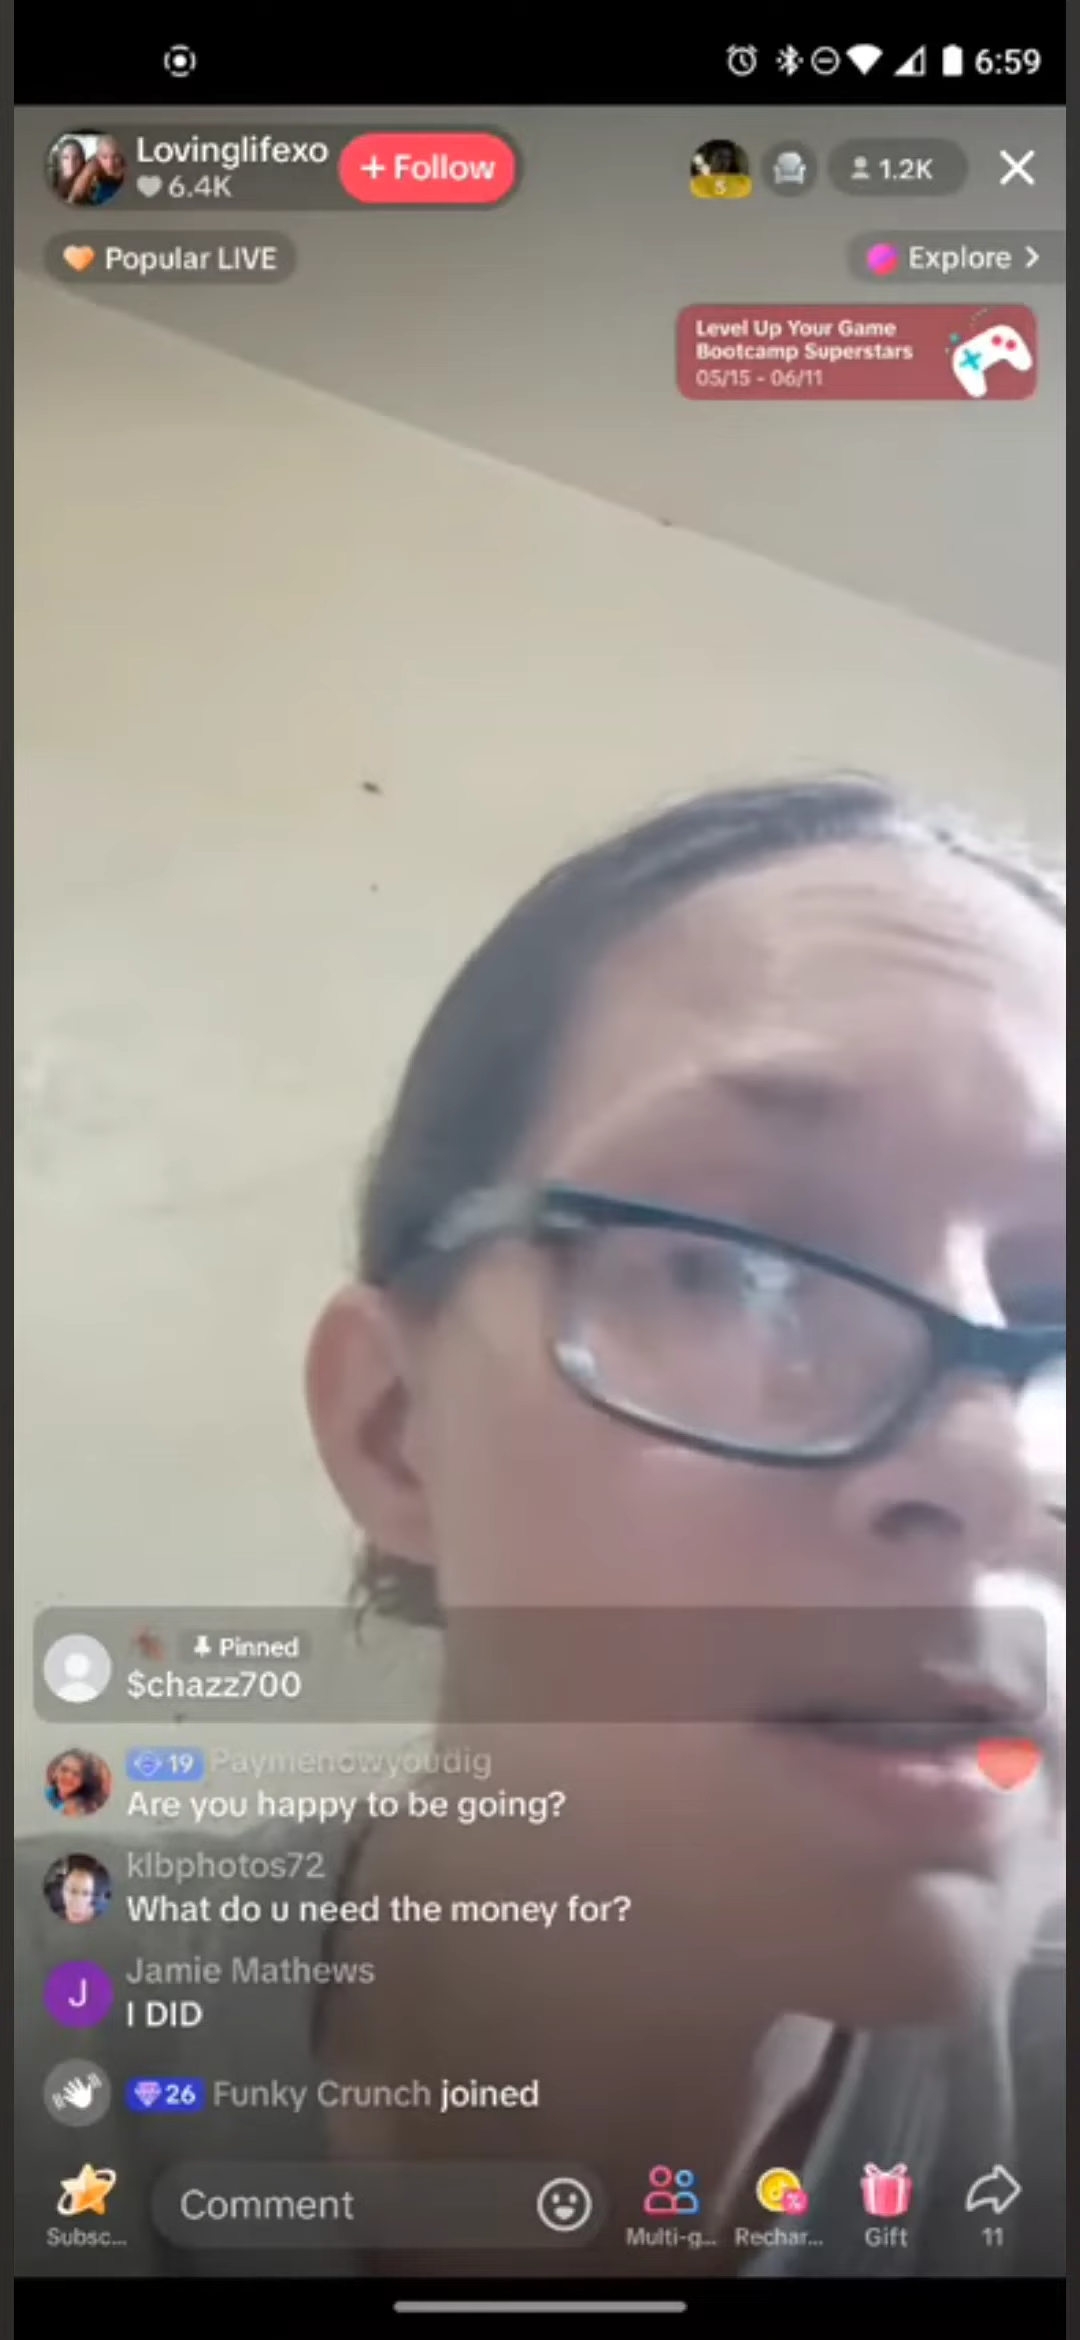 6:59
Lovinglifexo
6.4K
+ Follow
S
1.2K
Popular LIVE
Explore >
Level Up Your Game
Bootcamp Superstars
05/15 - 06/11
Pinned
$chazz700
19 Paymenowyoudig
Are you happy to be going?
klbphotos72
What do u need the money for?
J
Jamie Mathews
I DID
26 Funky Crunch joined
Comment
Subsc...
Multi-g...
Rechar...
Gift
11